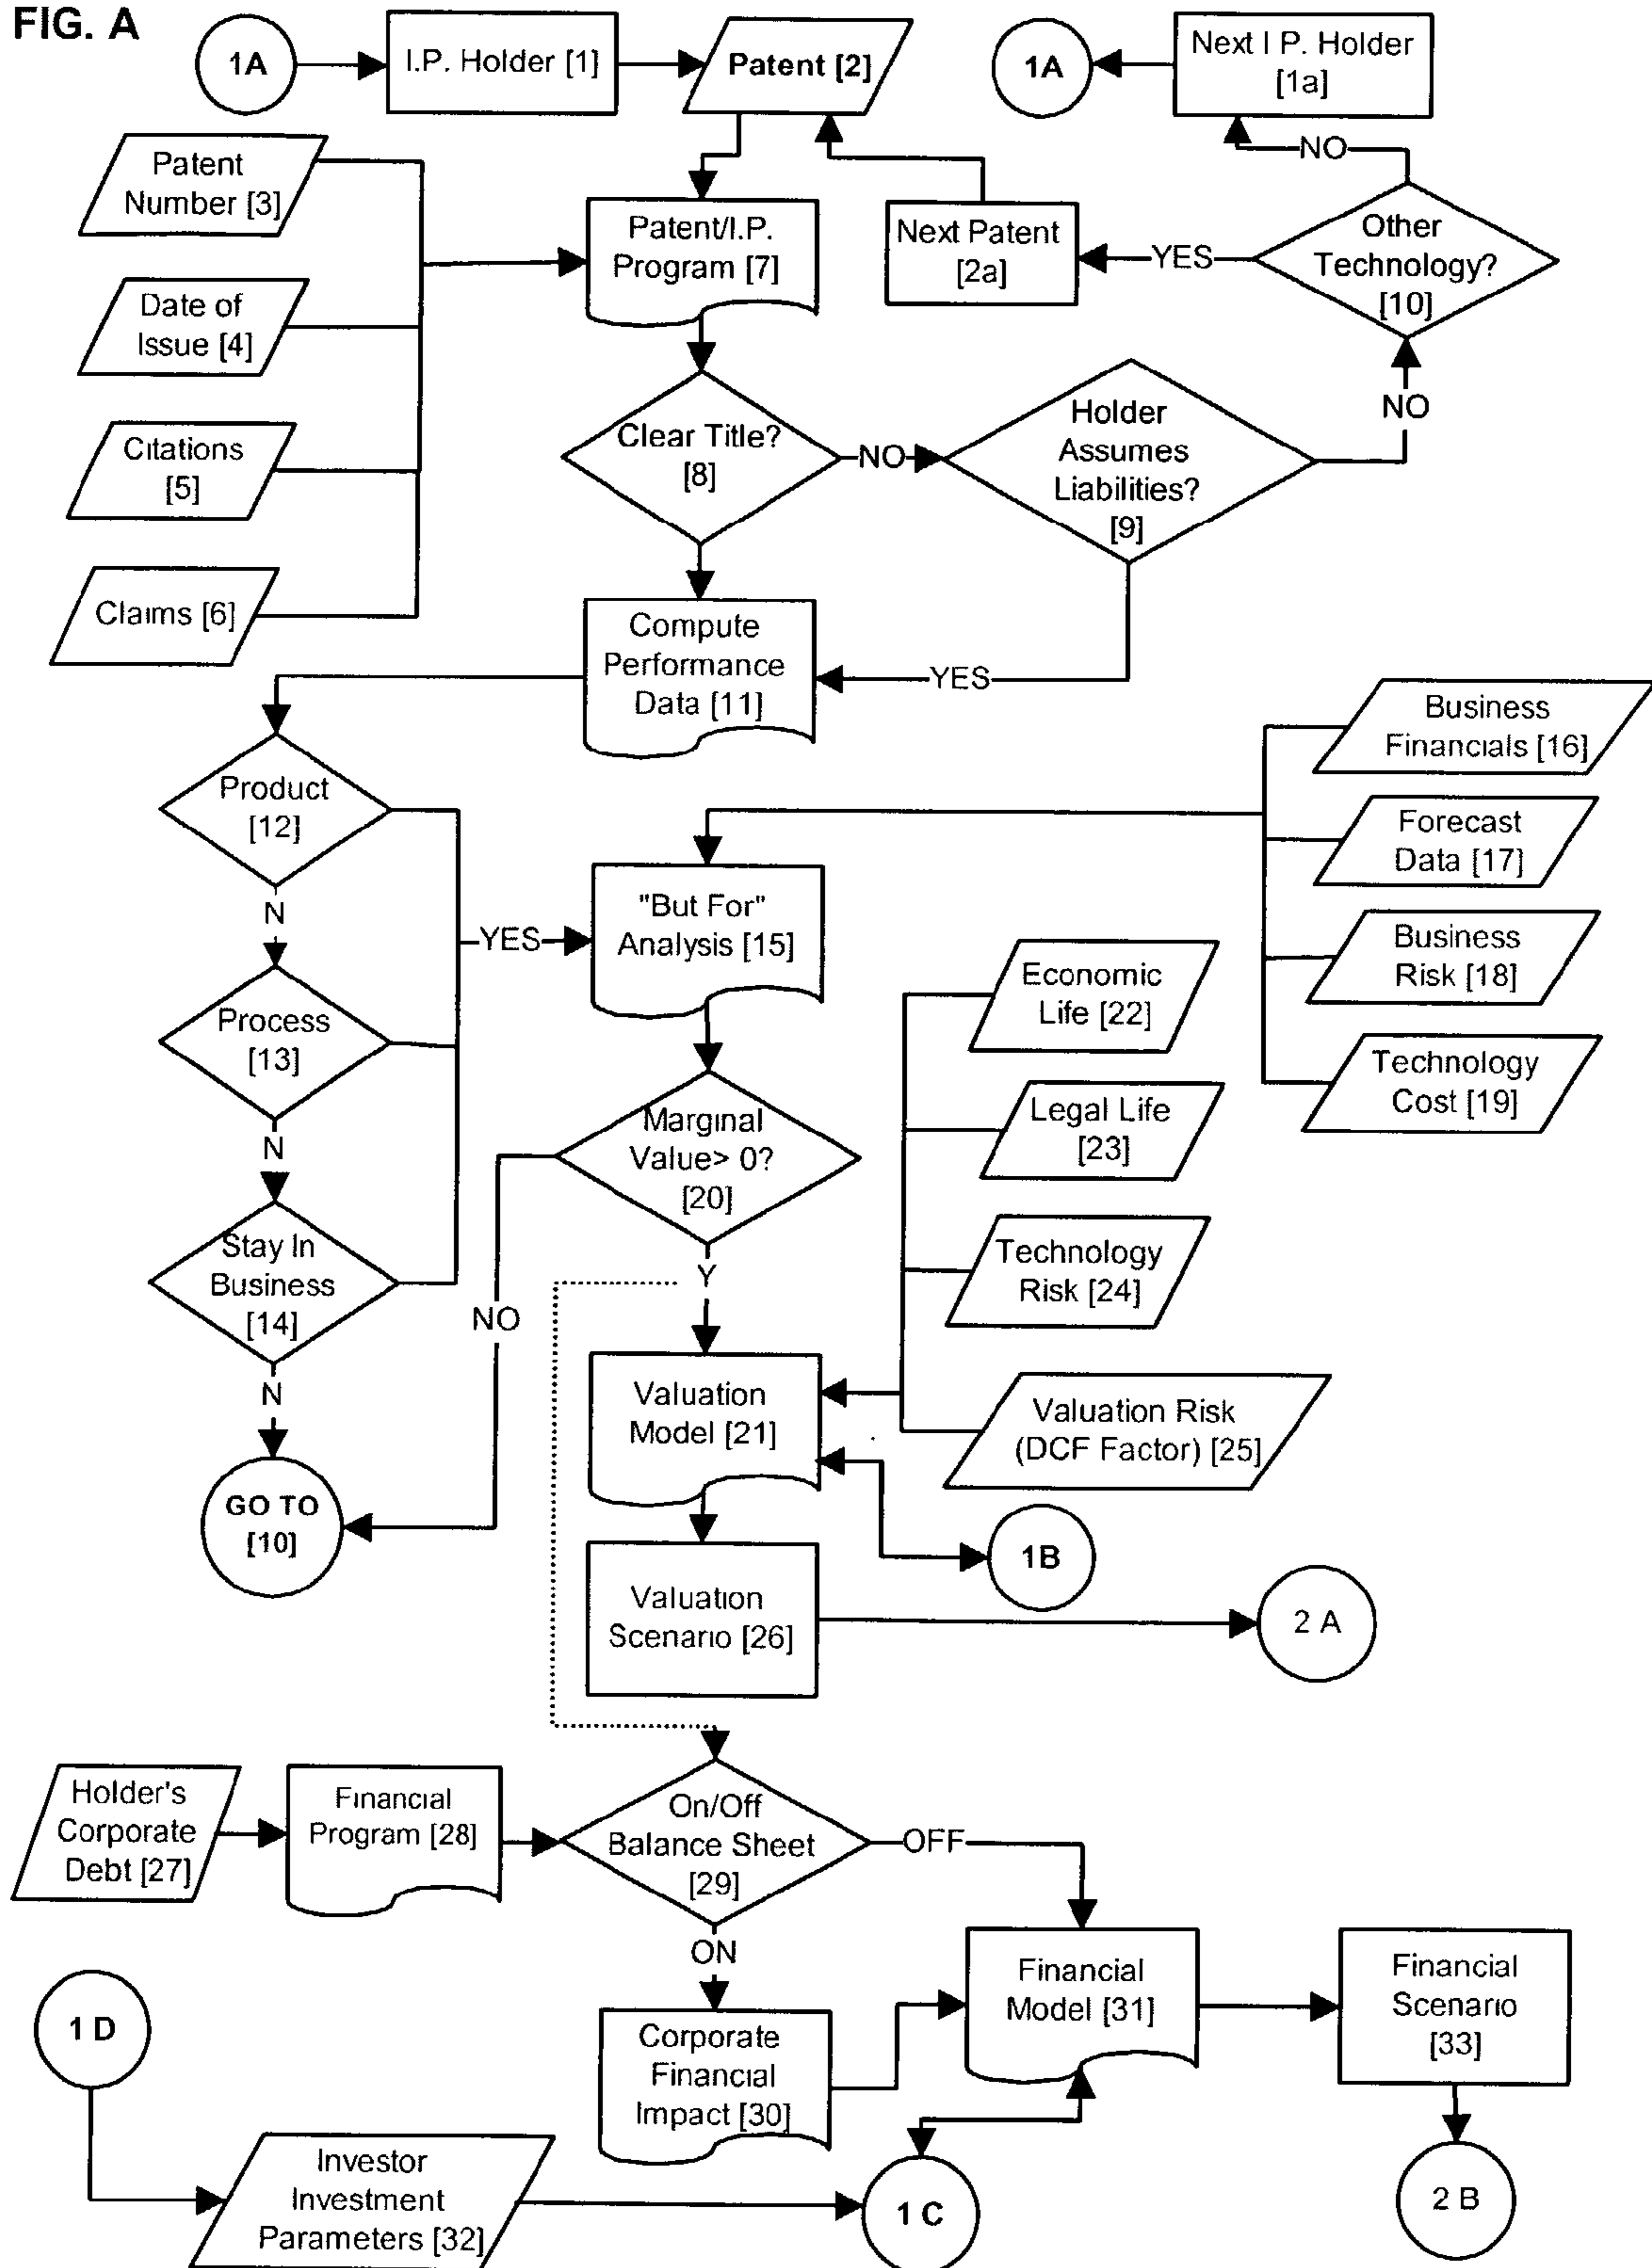 FIG. A
1A
I.P. Holder [1]
Patent [2]
1A
Next I P. Holder
[1a]
NO
Patent
Number [3]
Patent/I.P.
Program [7]
Next Patent
[2a]
YES
Other
Technology?
[10]
Date of
Issue [4]
NO
Citations
[5]
Clear Title?
[8]
NO
Holder
Assumes
Liabilities?
[9]
Claims [6]
Compute
Performance
Data [11]
YES
Business
Financials [16]
Product
[12]
Forecast
Data [17]
N
YES
"But For"
Analysis [15]
Business
Risk [18]
Economic
Life [22]
Process
[13]
Technology
Cost [19]
N
Marginal
Value> 0?
[20]
Legal Life
[23]
Stay In
Business
[14]
Y
Technology
Risk [24]
NO
N
Valuation
Model [21]
Valuation Risk
(DCF Factor) [25]
GO TO
[10]
1B
Valuation
Scenario [26]
2 A
Holder's
Corporate
Debt [27]
Financial
Program [28]
On/Off
Balance Sheet
[29]
OFF
ON
1 D
Corporate
Financial
Impact [30]
Financial
Model [31]
Financial
Scenario
[33]
Investor
Investment
Parameters [32]
1 C
2 B